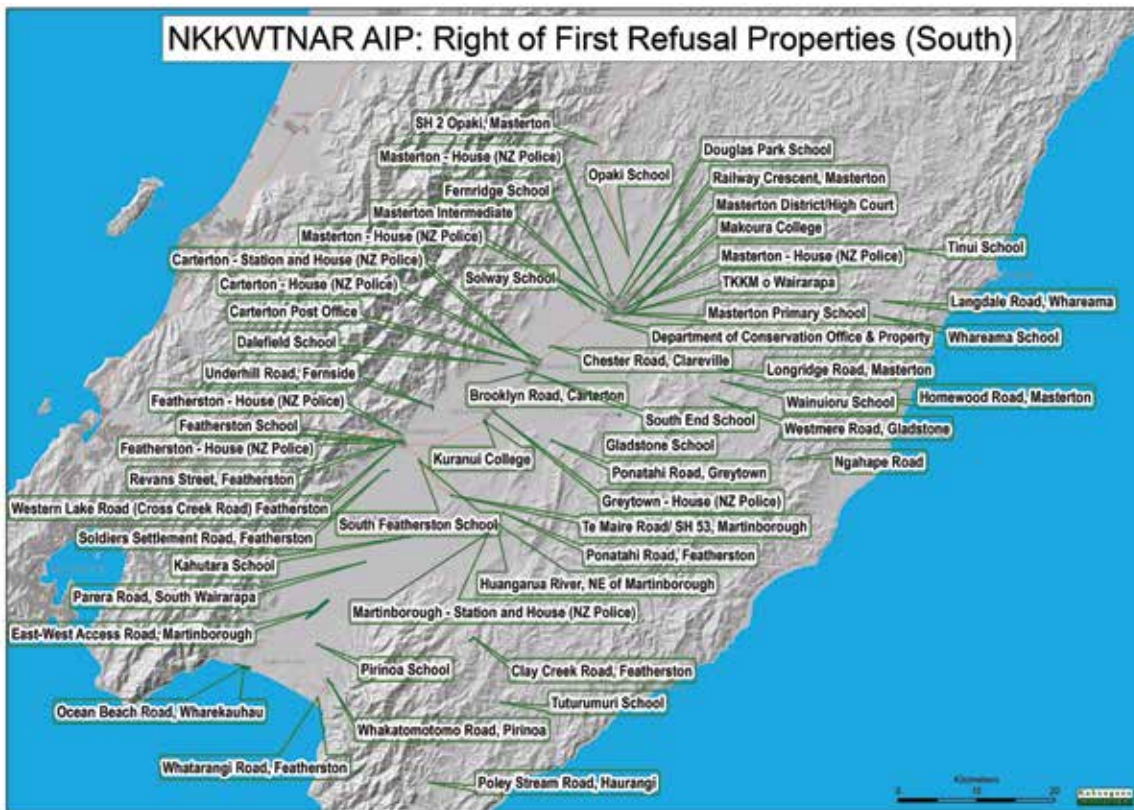 NKKWTNAR AIP: Right of First Refusal Properties (South)
SH 2 Opaki, Masterton
Masterton - House (NZ Police)
Douglas Park School
Opaki School
Railway Crescent, Masterton
Fernridge School
Masterton District/High Court
Masterton Intermediate
Makoura College
Masterton - House (NZ Police)
Tinui School
Masterton - House (NZ Police)
Carterton - Station and House (NZ Police)
Solway School
TKKM o Wairarapa
Carterton - House (NZ Police)
Langdale Road, Whareama
Carterton Post Office
Masterton Primary School
Department of Conservation Office & Property
Whareama School
Dalefield School
Chester Road, Clareville
Longridge Road, Masterton
Underhill Road, Fernside
Brooklyn Road, Carterton
Wainuioru School
Homewood Road, Masterton
Featherston - House (NZ Police)
South End School
Westmere Road, Gladstone
Featherston School
Gladstone School
Featherston - House (NZ Police)
Kuranui College
Ngahape Road
Revans Street, Featherston
Ponatahi Road, Greytown
Greytown - House (NZ Police)
Western Lake Road (Cross Creek Road) Featherston
South Featherston School
Te Maire Road/ SH 53, Martinborough
Soldiers Settlement Road, Featherston
Ponatahi Road, Featherston
Kahutara School
Huangarua River, NE of Martinborough
Parera Road, South Wairarapa
Martinborough - Station and House (NZ Police)
East-West Access Road, Martinborough
Pirinoa School
Clay Creek Road, Featherston
Ocean Beach Road, Wharekauhau
Tuturumuri School
Whakatomotomo Road, Pirinoa
Whatarangi Road, Featherston
Poley Stream Road, Haurangi
Kilometers
0 10 20